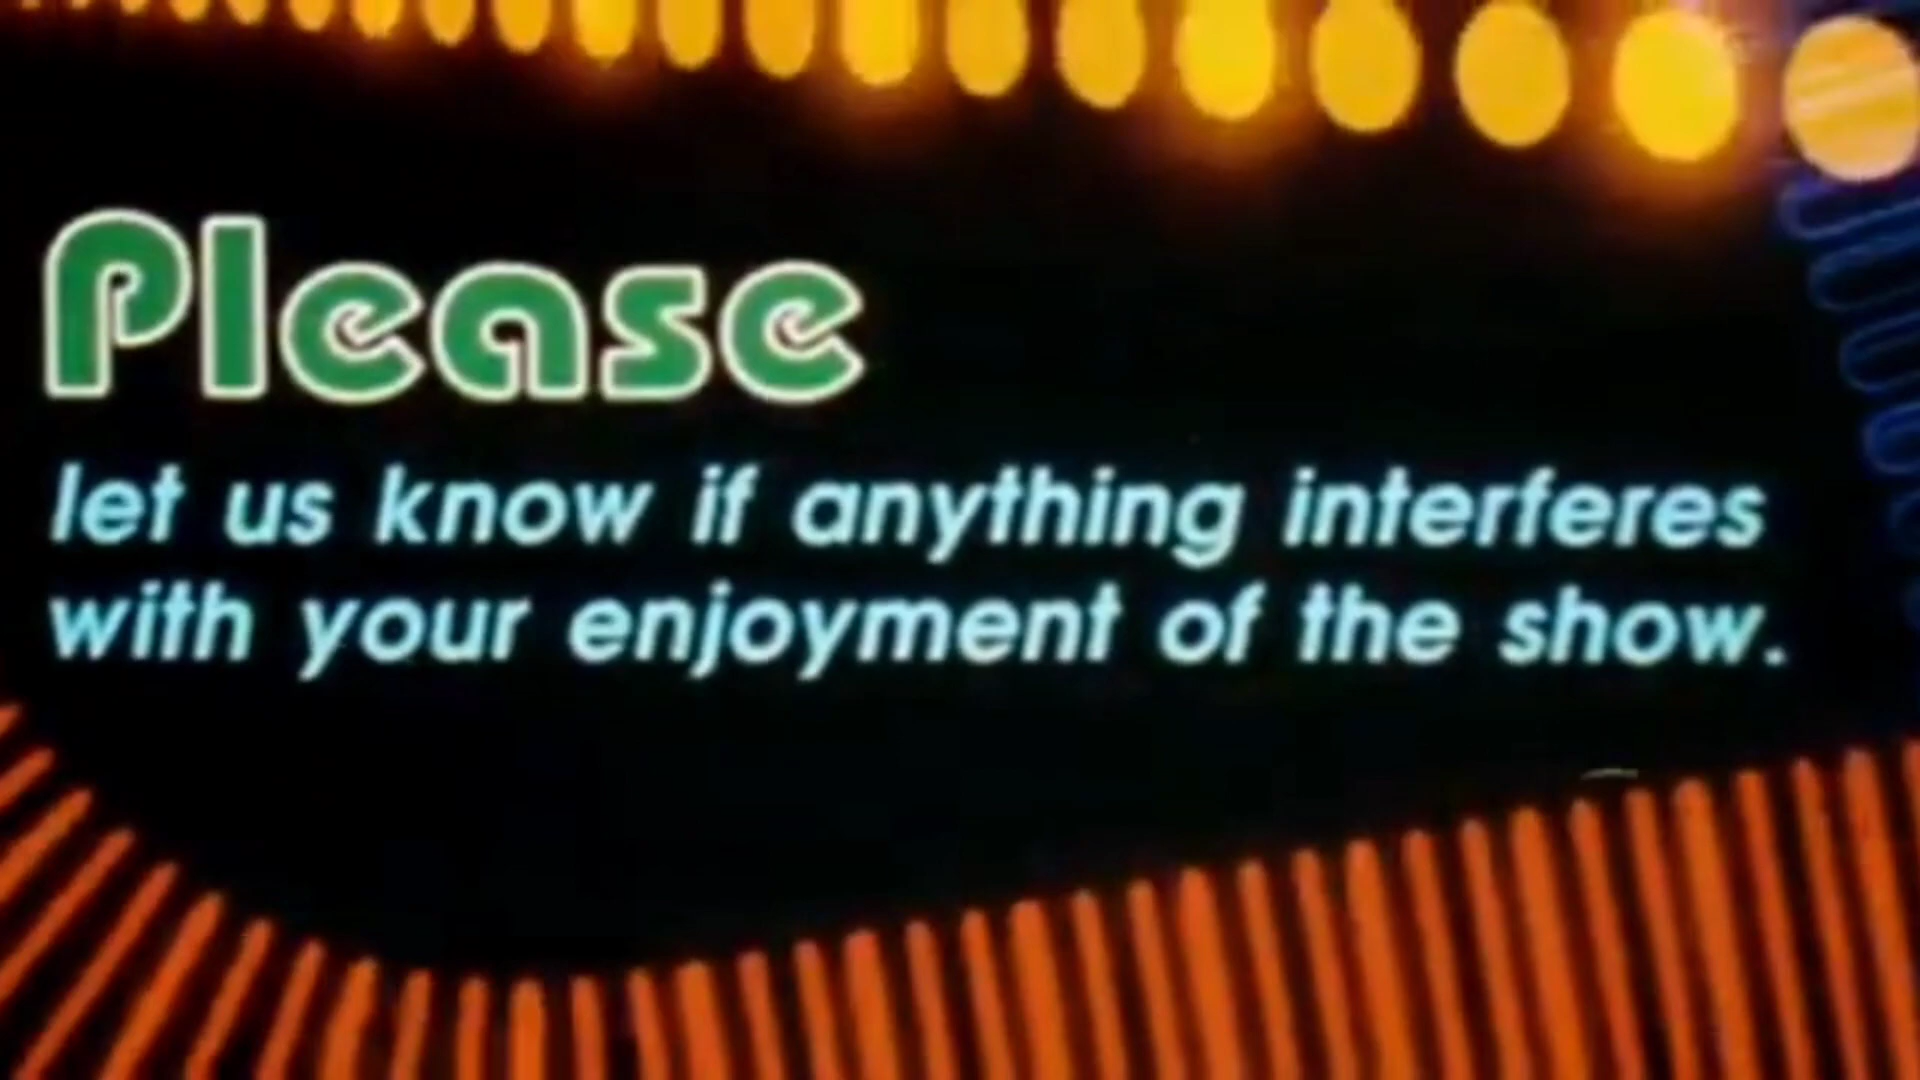 Please
let us know if anything interferes
with your enjoyment of the show.